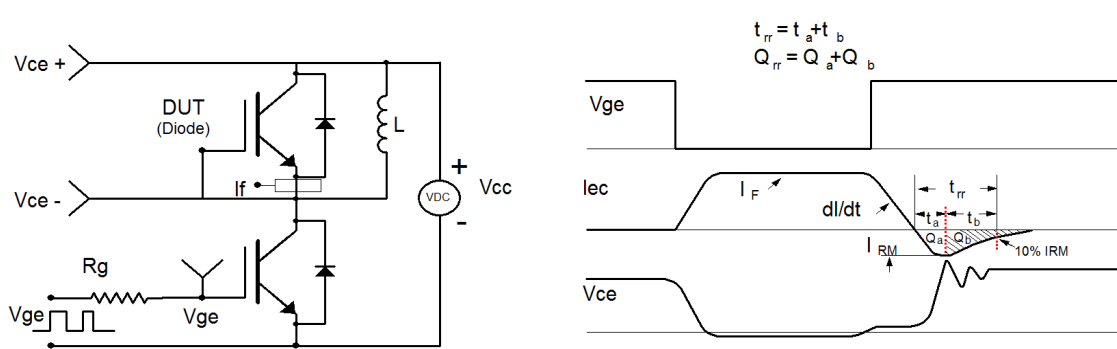 Vce +
DUT
(Diode)
L
If
Vce -
+
VDC
-
Vcc
Rg
Vge
Vge
t rr = t a+t b
Q rr = Q a+Q b
Vge
Iec
I F
dI/dt
t rr
t a
t b
Q a
Q b
I RM
10% IRM
Vce